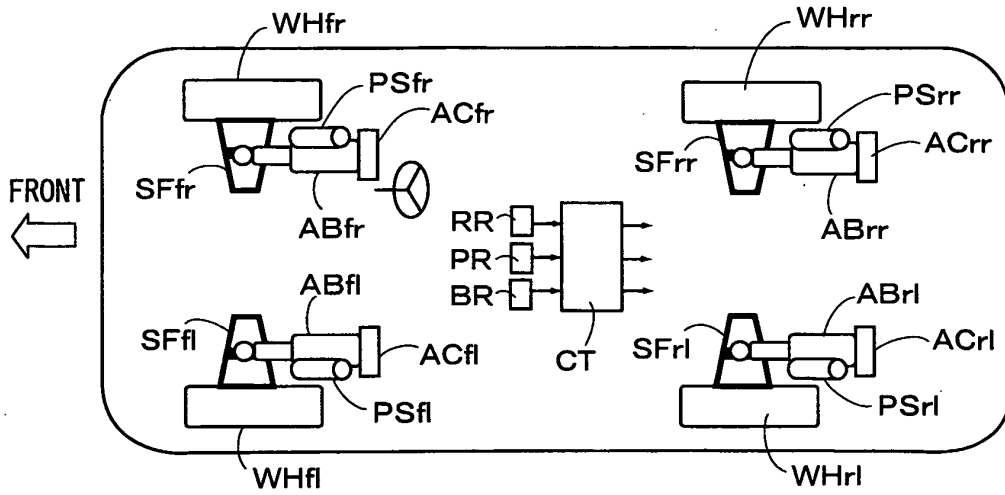 WHfr
WHrr
PSfr
PSrr
ACfr
ACrr
SFfr
SFrr
FRONT
ABfr
ABrr
RR
PR
BR
CT
ABfl
ABrl
SFfl
SFrl
ACfl
ACrl
PSfl
PSrl
WHfl
WHrl